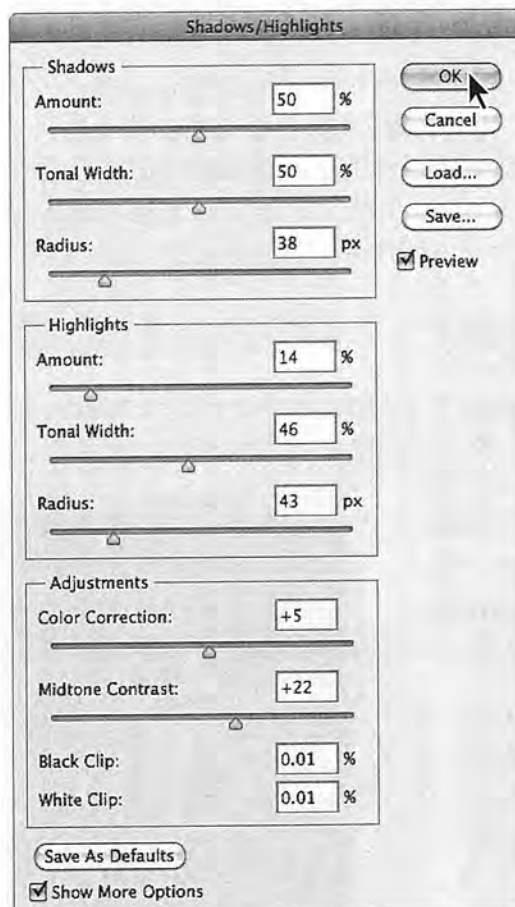 Shadows/Highlights
Shadows
Amount: 50 %
Tonal Width: 50 %
Radius: 38 px
Highlights
Amount: 14 %
Tonal Width: 46 %
Radius: 43 px
Adjustments
Color Correction: +5
Midtone Contrast: +22
Black Clip: 0.01 %
White Clip: 0.01 %
Save As Defaults
Show More Options
OK
Cancel
Load...
Save...
Preview